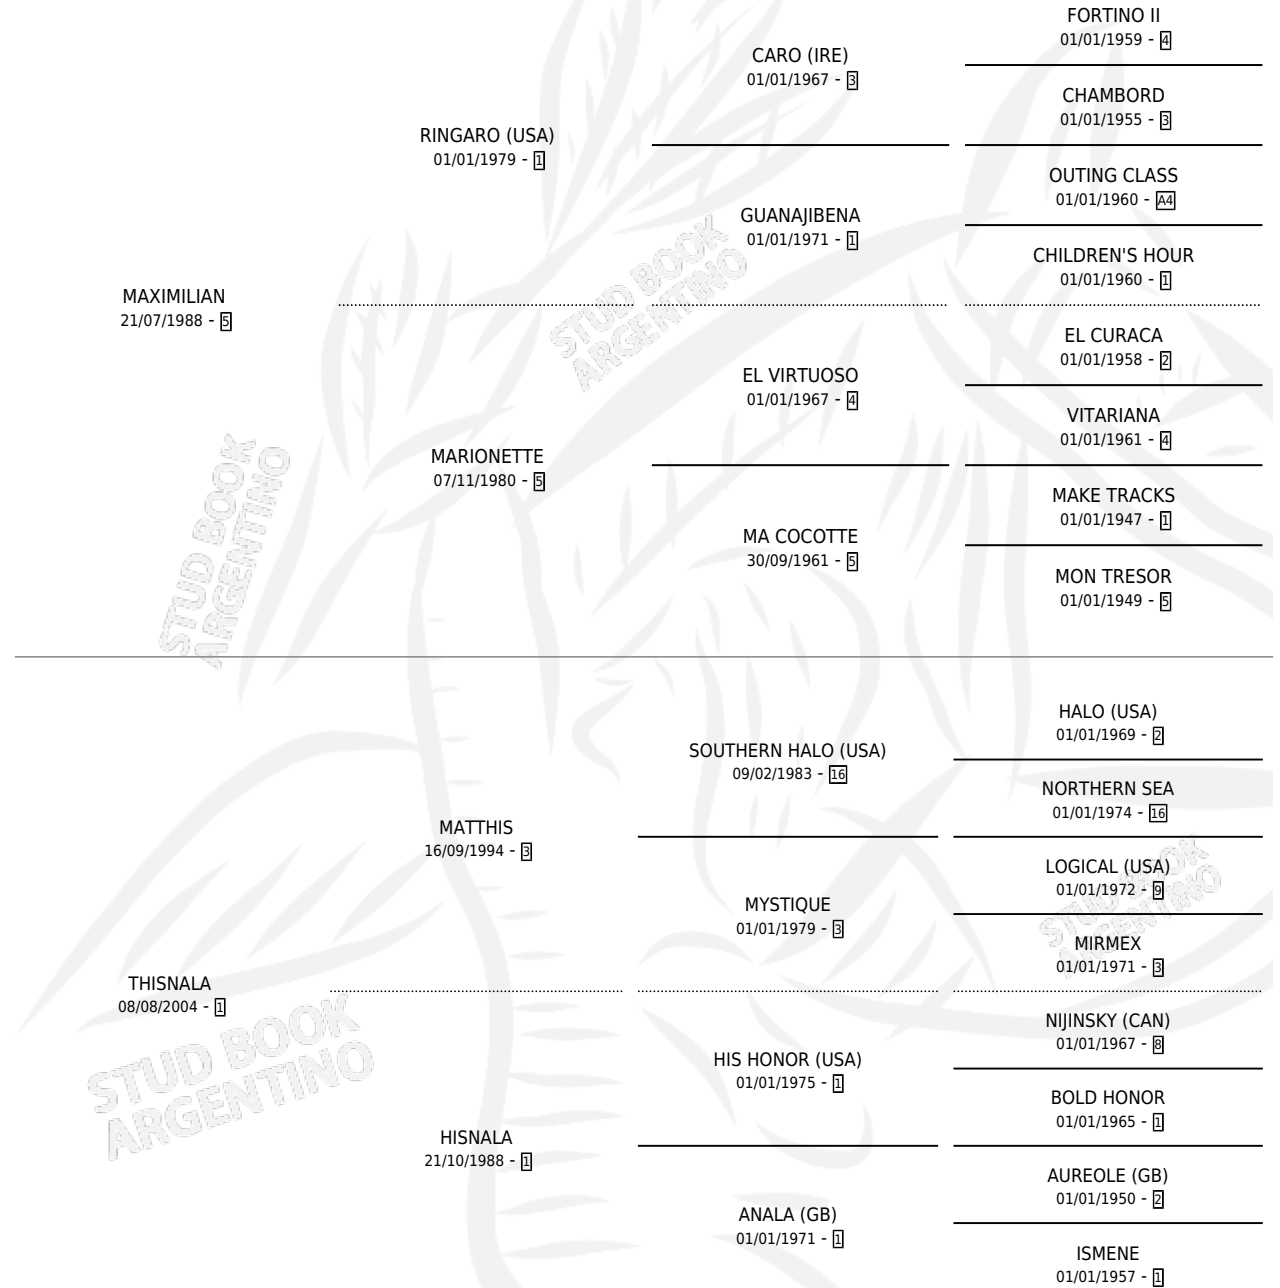 FORTINO II
01/01/1959 - 4
CARO (IRE)
01/01/1967 - 3
CHAMBORD
01/01/1955 - 3
RINGARO (USA)
01/01/1979 - 1
OUTING CLASS
01/01/1960 - A4
GUANAJIBENA
01/01/1971 - 1
CHILDREN'S HOUR
01/01/1960 - 1
MAXIMILIAN
21/07/1988 - 5
EL CURACA
01/01/1958 - 2
EL VIRTUOSO
01/01/1967 - 4
VITARIANA
01/01/1961 - 4
MARIONETTE
07/11/1980 - 5
MAKE TRACKS
01/01/1947 - 1
MA COCOTTE
30/09/1961 - 5
MON TRESOR
01/01/1949 - 5
STUD BOOK
ARGENTINO
STUD BOOK
ARGENTINO
HALO (USA)
01/01/1969 - 2
SOUTHERN HALO (USA)
09/02/1983 - 16
NORTHERN SEA
01/01/1974 - 16
MATTHIS
16/09/1994 - 3
LOGICAL (USA)
01/01/1972 - 9
MYSTIQUE
01/01/1979 - 3
MIRMEX
01/01/1971 - 3
STUD BOOK
ARGENTINO
THISNALA
08/08/2004 - 1
NIJINSKY (CAN)
01/01/1967 - 8
HIS HONOR (USA)
01/01/1975 - 1
BOLD HONOR
01/01/1965 - 1
STUD BOOK
ARGENTINO
HISNALA
21/10/1988 - 1
AUREOLE (GB)
01/01/1950 - 2
ANALA (GB)
01/01/1971 - 1
ISMENE
01/01/1957 - 1